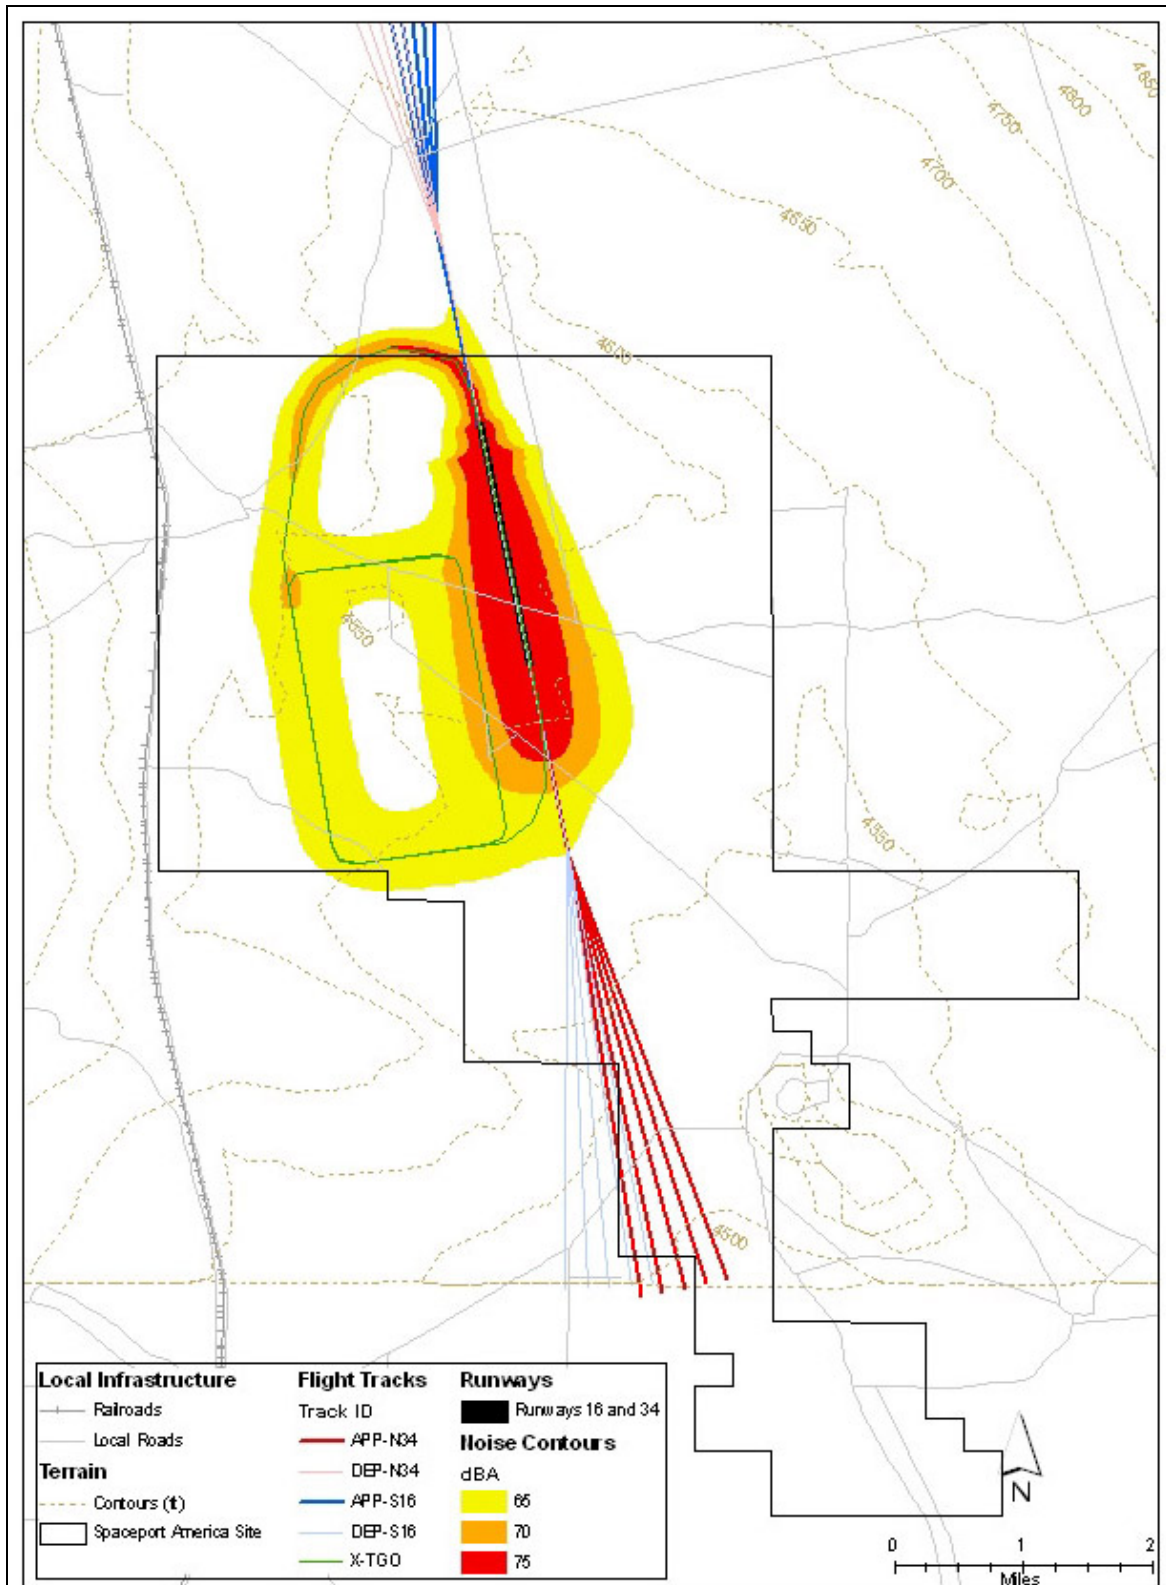 4850
4800
4750
4700
4650
4600
4550
4550
4500
Local Infrastructure
Railroads
Local Roads
Terrain
Contours (ft)
Spaceport America Site
Flight Tracks
Track ID
APP-N34
DEP-N34
APP-S16
DEP-S16
X-TGO
Runways
Runways 16 and 34
Noise Contours
dBA
65
70
75
N
0 1 2
Miles